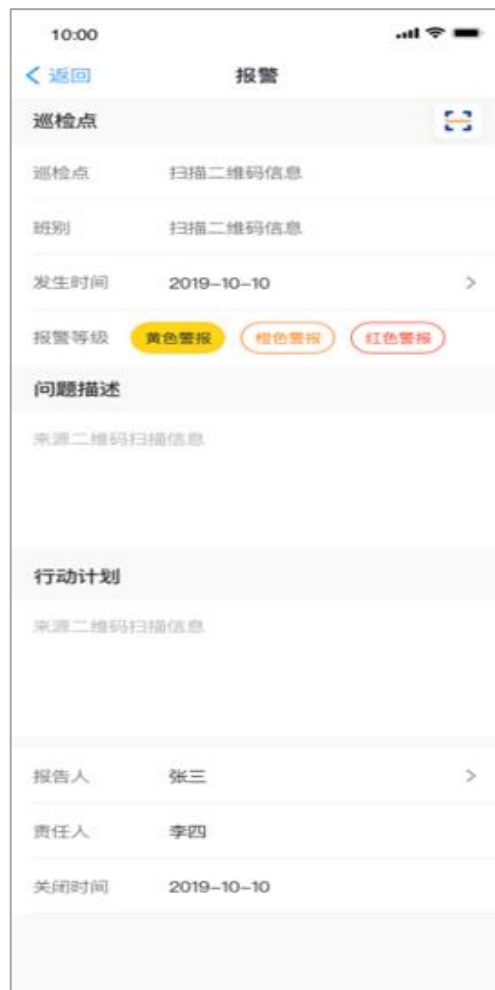 10:00
返回 报警
巡检点
巡检点 扫描二维码信息
班别 扫描二维码信息
发生时间 2019-10-10
报警等级 黄色警报 橙色警报 红色警报
问题描述
来源二维码扫描信息
行动计划
来源二维码扫描信息
报告人 张三
责任人 李四
关闭时间 2019-10-10